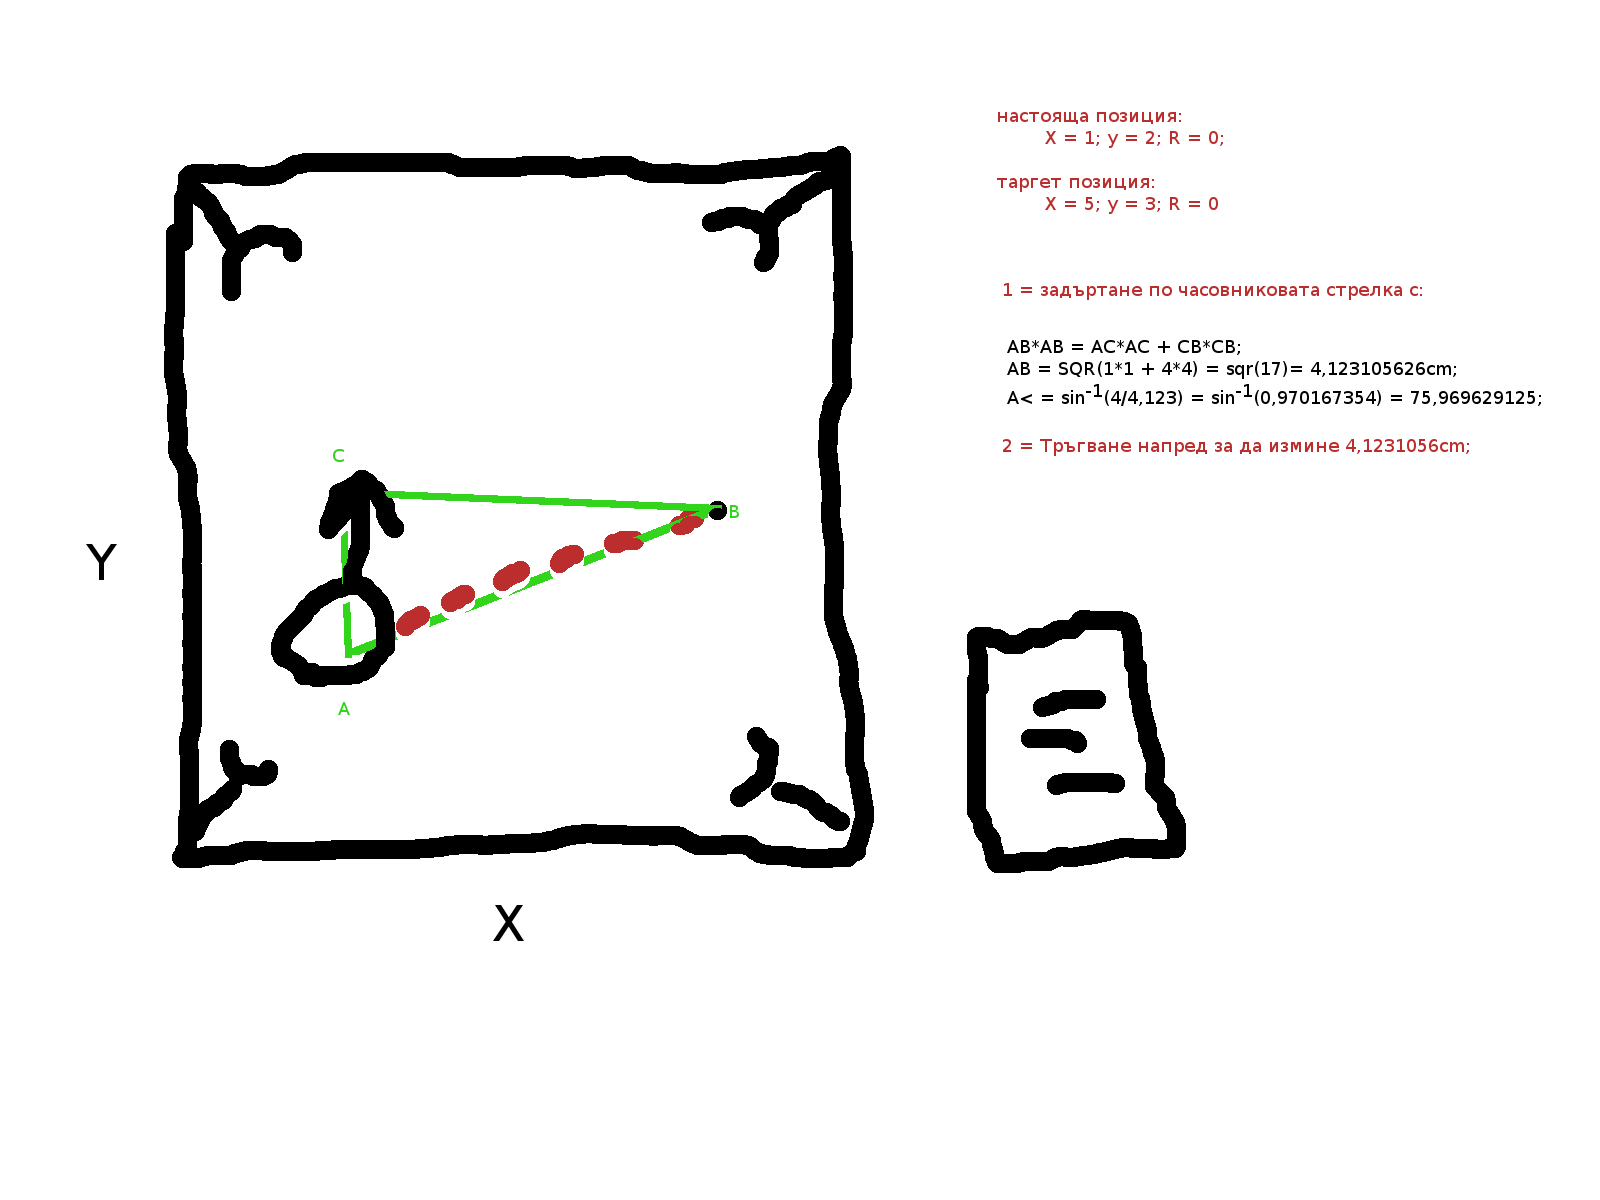 настояща позиция:
X = 1; y = 2; R = 0;
таргет позиция:
X = 5; y = 3; R = 0
1 = задъртане по часовниковата стрелка с:
AB*AB = AC*AC + CB*CB;
AB = SQR(1*1 + 4*4) = sqr(17)= 4,123105626cm;
A< = sin-1(4/4,123) = sin-1(0,970167354) = 75,969629125;
2 = Тръгване напред за да измине 4,1231056cm;
C
B
Y
A
X